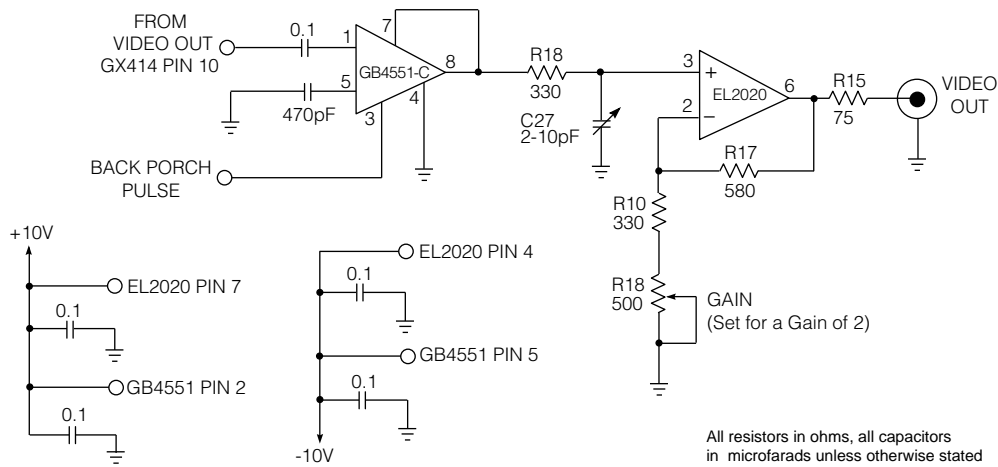 FROM
VIDEO OUT
GX414 PIN 10
0.1
1
7
GB4551-C
8
5
4
3
470pF
BACK PORCH
PULSE
R18
330
C27
2-10pF
3
+
EL2020
6
2
−
R15
75
VIDEO
OUT
R17
580
R10
330
R18
500
GAIN
(Set for a Gain of 2)
+10V
EL2020 PIN 7
0.1
GB4551 PIN 2
0.1
EL2020 PIN 4
0.1
GB4551 PIN 5
0.1
-10V
All resistors in ohms, all capacitors
in microfarads unless otherwise stated